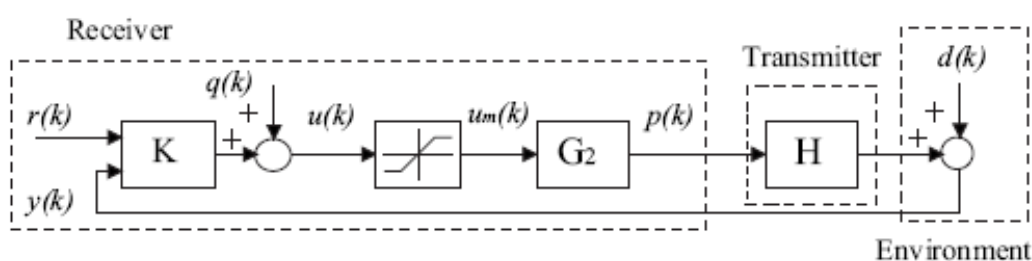 Receiver
Transmitter
d(k)
q(k)
+
+
r(k)
u(k)
um(k)
p(k)
+
+
K
G2
H
y(k)
Environment